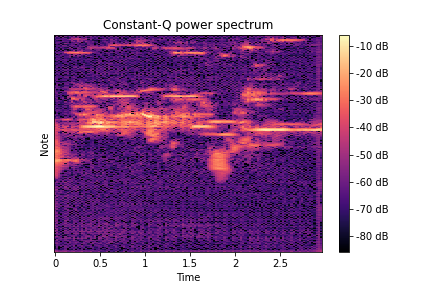 Constant-Q power spectrum
Note
0
0.5
1
1.5
2
2.5
Time
-10 dB
-20 dB
-30 dB
-40 dB
-50 dB
-60 dB
-70 dB
-80 dB